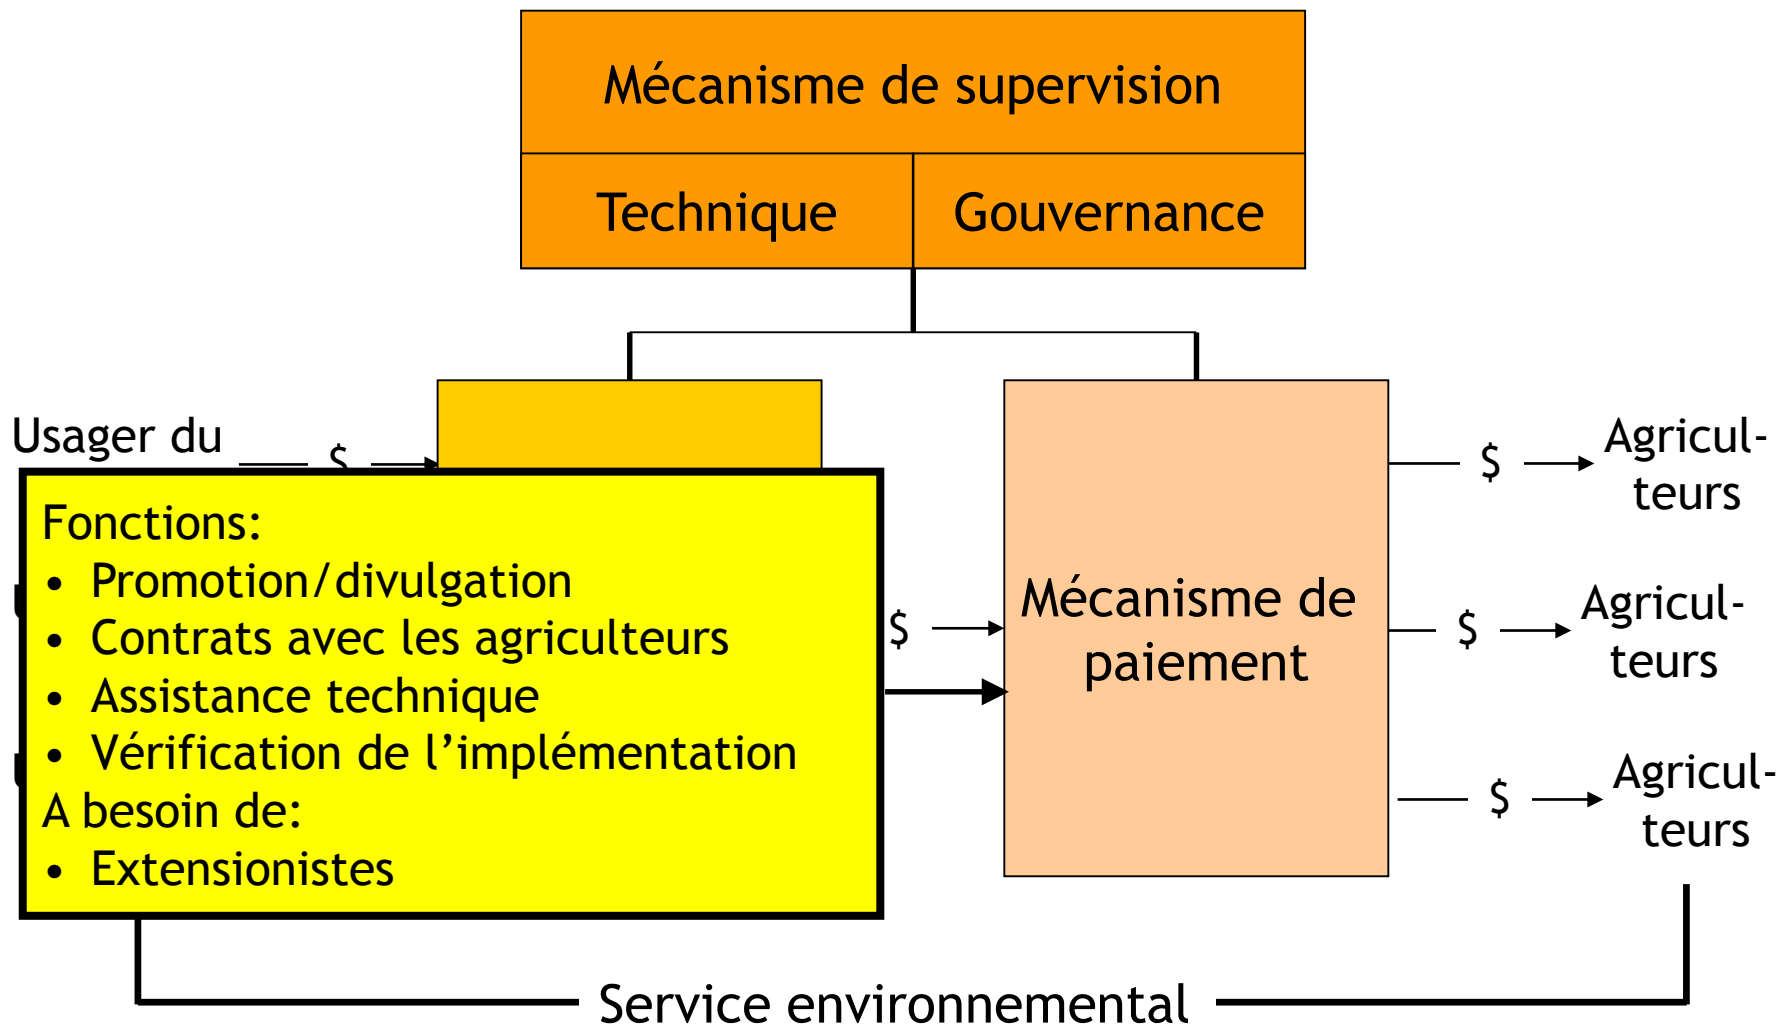 Mécanisme de supervision
Technique
Gouvernance
Usager du
$
Fonctions:
• Promotion/divulgation
• Contrats avec les agriculteurs
• Assistance technique
• Vérification de l’implémentation
A besoin de:
• Extensionistes
$
Mécanisme de
paiement
$
Agricul-
teurs
$
Agricul-
teurs
$
Agricul-
teurs
Service environnemental